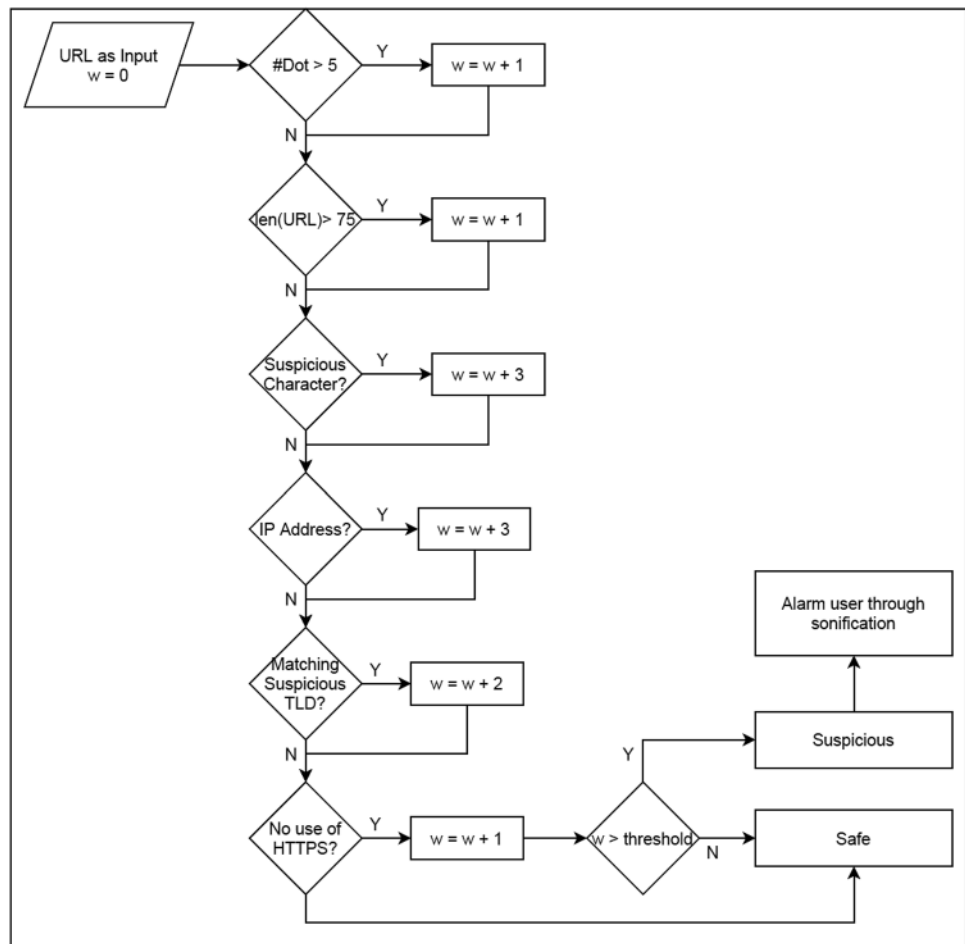 URL as Input
w = 0
#Dot > 5
Y
w = w + 1
N
len(URL)> 75
Y
w = w + 1
N
Suspicious
Character?
Y
w = w + 3
N
IP Address?
Y
w = w + 3
N
Matching
Suspicious
TLD?
Y
w = w + 2
N
No use of
HTTPS?
Y
w = w + 1
w > threshold
Y
N
Alarm user through
sonification
Suspicious
Safe